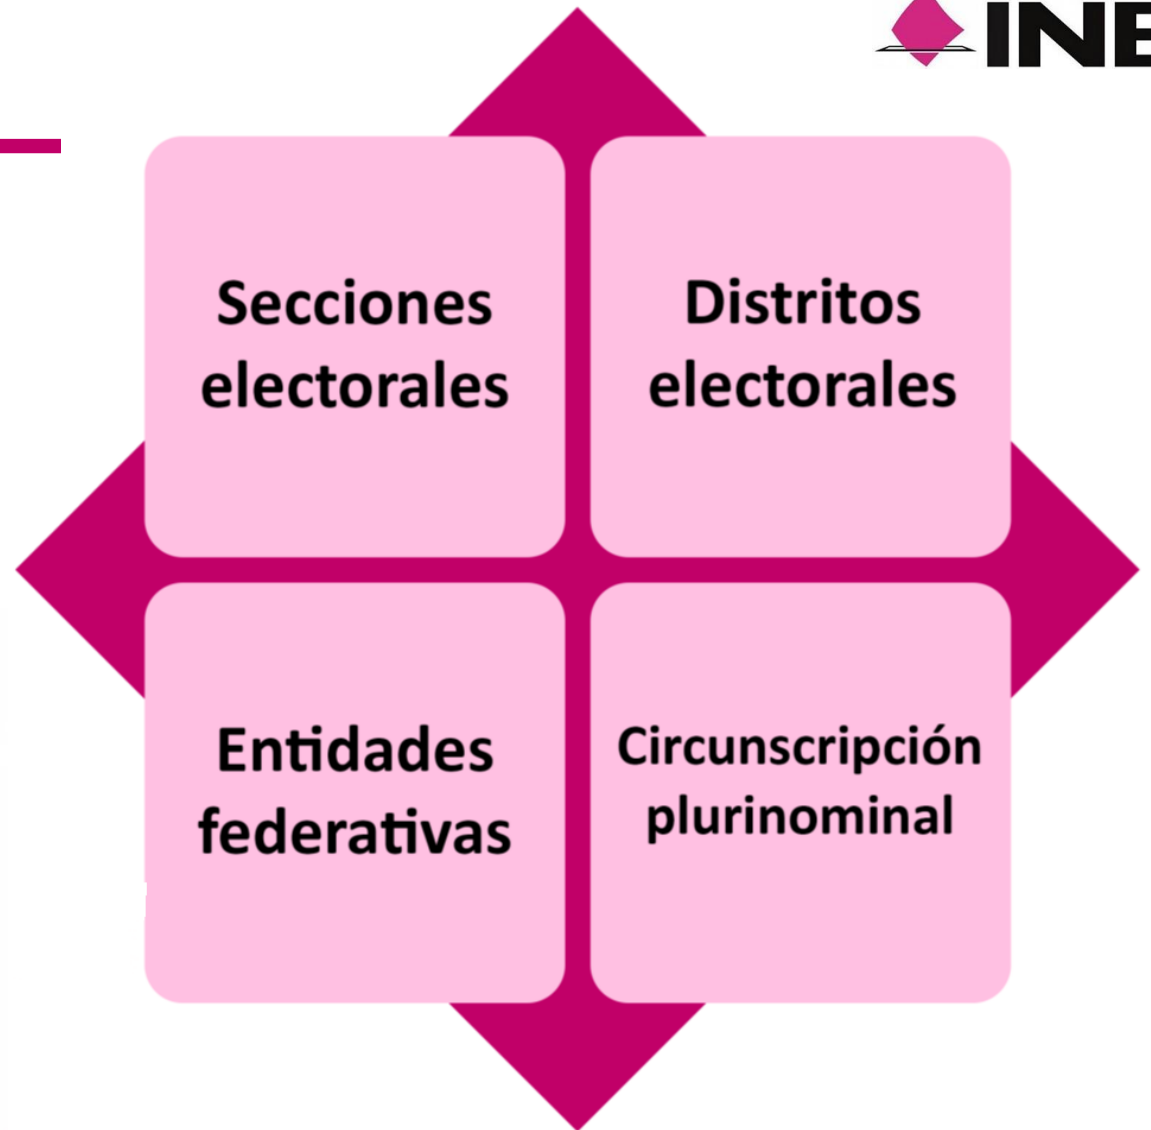 INE
Secciones
electorales
Distritos
electorales
Entidades
federativas
Circunscripción
plurinominal